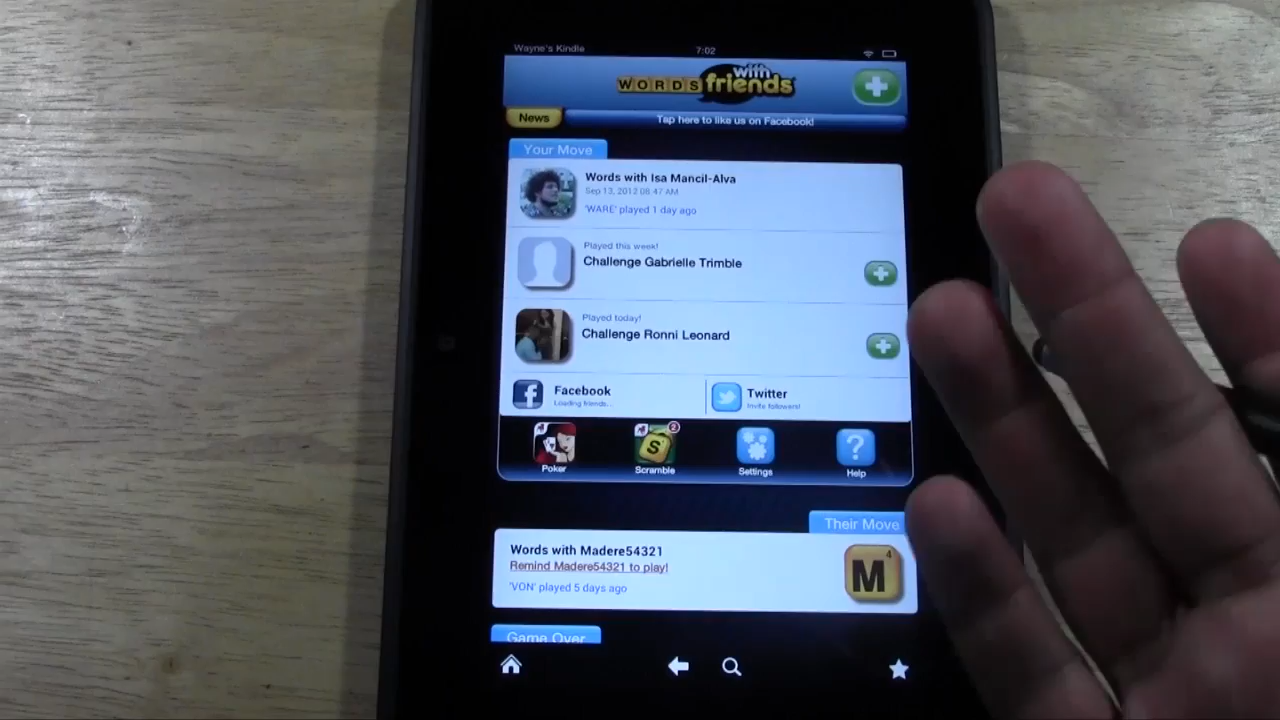 Wayne's Kindle
7:02
WORDS with friends
News
Tap here to like us on Facebook!
Your Move
Words with Isa Mancil-Alva
Sep 13, 2012 08:47 AM
'WARE' played 1 day ago
Played this week!
Challenge Gabrielle Trimble
Played today!
Challenge Ronni Leonard
Facebook
Loading friends...
Twitter
Invite followers!
S
2
Poker
Scramble
Settings
Help
Their Move
Words with Madere54321
Remind Madere54321 to play!
'VON' played 5 days ago
M 4
Game Over